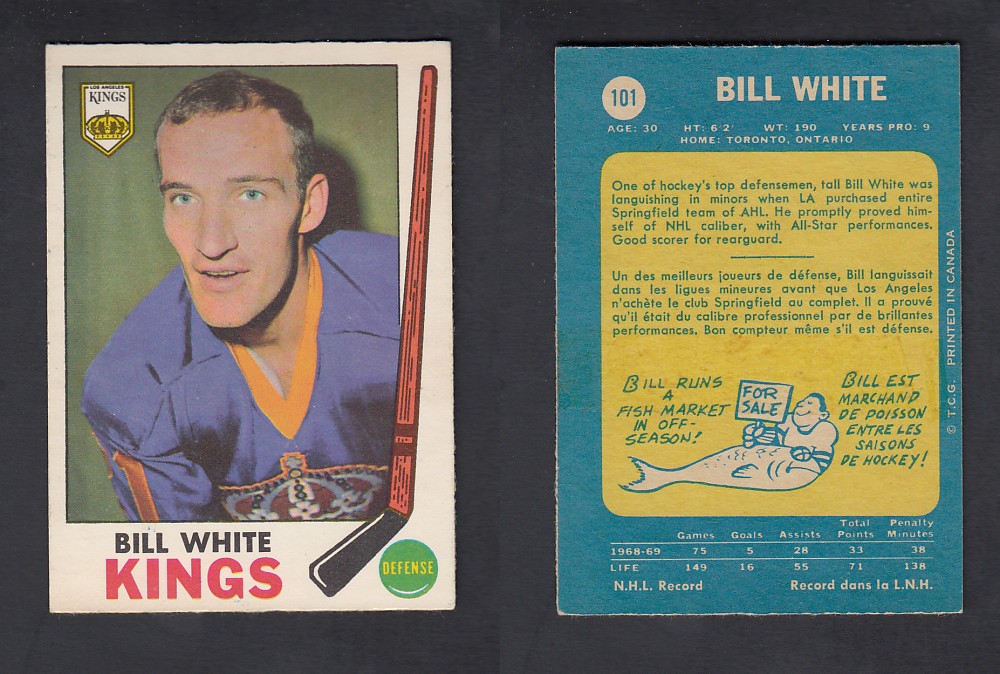 LOS ANGELES
KINGS
BILL WHITE
KINGS
DEFENSE
101
BILL WHITE
AGE: 30 HT: 6'2' WT: 190 YEARS PRO: 9
HOME: TORONTO, ONTARIO
One of hockey's top defensemen, tall Bill White was
languishing in minors when LA purchased entire
Springfield team of AHL. He promptly proved him-
self of NHL caliber, with All-Star performances.
Good scorer for rearguard.
Un des meilleurs joueurs de défense, Bill languissait
dans les ligues mineures avant que Los Angeles
n'achète le club Springfield au complet. Il a prouvé
qu'il était du calibre professionnel par de brillantes
performances. Bon compteur même s'il est défense.
BILL RUNS
A
FISH MARKET
IN OFF-
SEASON!
FOR
SALE
BILL EST
MARCHAND
DE POISSON
ENTRE LES
SAISONS
DE HOCKEY!
© T.C.G. PRINTED IN CANADA
Games Goals Assists Total Points Penalty Minutes
1968-69 75 5 28 33 38
LIFE 149 16 55 71 138
N.H.L. Record Record dans la L.N.H.